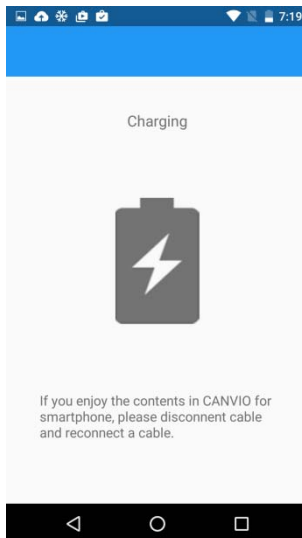 7:19
Charging
If you enjoy the contents in CANVIO for
smartphone, please disconnent cable
and reconnect a cable.